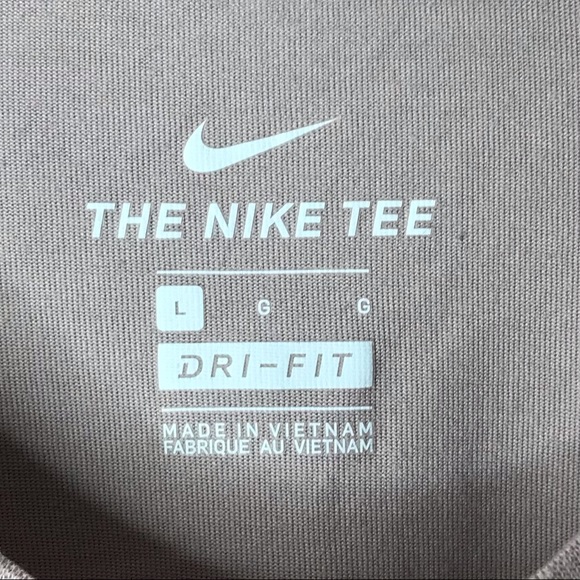 THE NIKE TEE
L G G
DRI-FIT
MADE IN VIETNAM
FABRIQUE AU VIETNAM